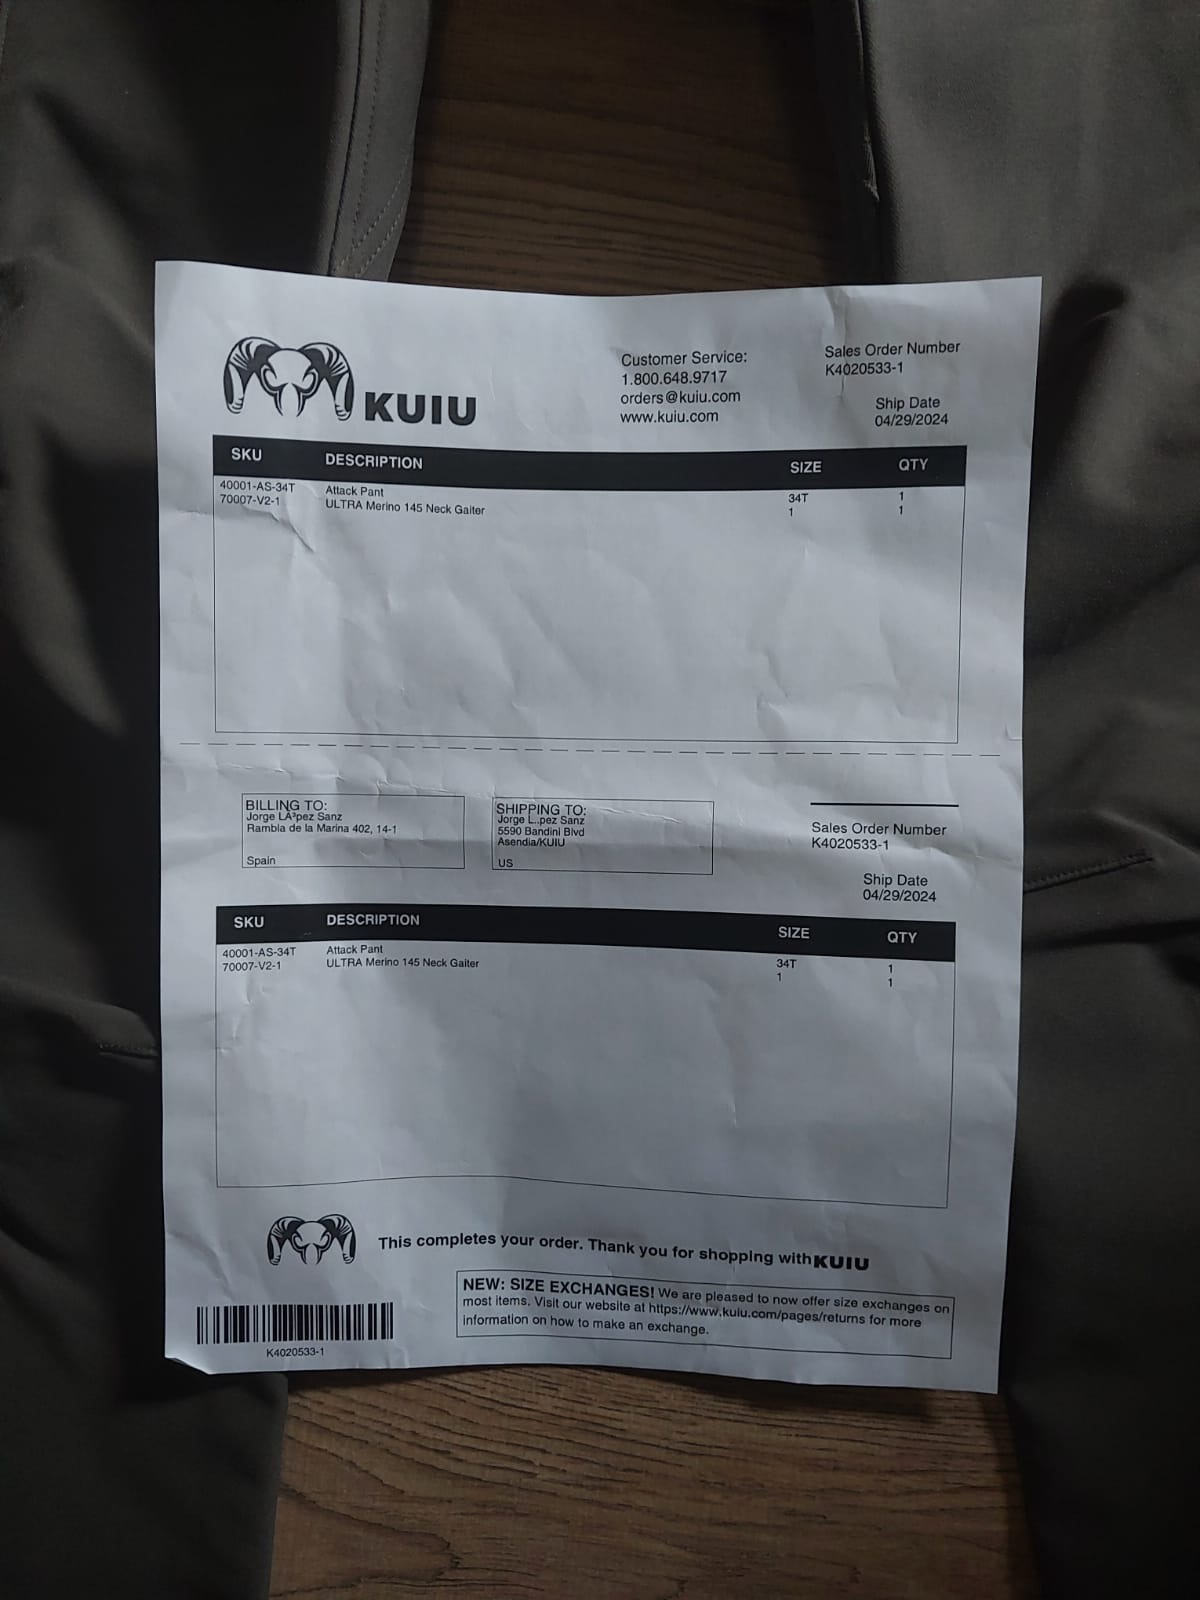 KUIU
Customer Service:
1.800.648.9717
orders@kuiu.com
www.kuiu.com
Sales Order Number
K4020533-1
Ship Date
04/29/2024
SKU DESCRIPTION SIZE QTY
40001-AS-34T Attack Pant 34T 1
70007-V2-1 ULTRA Merino 145 Neck Gaiter 1 1
BILLING TO:
Jorge LÃ³pez Sanz
Rambla de la Marina 402, 14-1
Spain
SHIPPING TO:
Jorge L..pez Sanz
5590 Bandini Blvd
Asendia/KUIU
US
Sales Order Number
K4020533-1
Ship Date
04/29/2024
SKU DESCRIPTION SIZE QTY
40001-AS-34T Attack Pant 34T 1
70007-V2-1 ULTRA Merino 145 Neck Gaiter 1 1
This completes your order. Thank you for shopping with KUIU
NEW: SIZE EXCHANGES! We are pleased to now offer size exchanges on
most items. Visit our website at https://www.kuiu.com/pages/returns for more
information on how to make an exchange.
K4020533-1